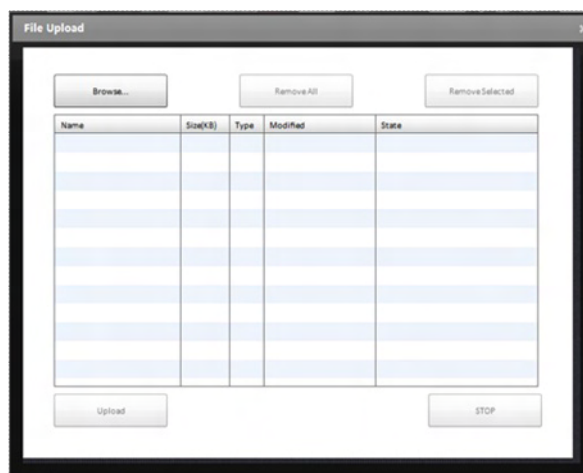 File Upload
Browse...
Remove All
Remove Selected
Name Size(KB) Type Modified State
Upload
STOP